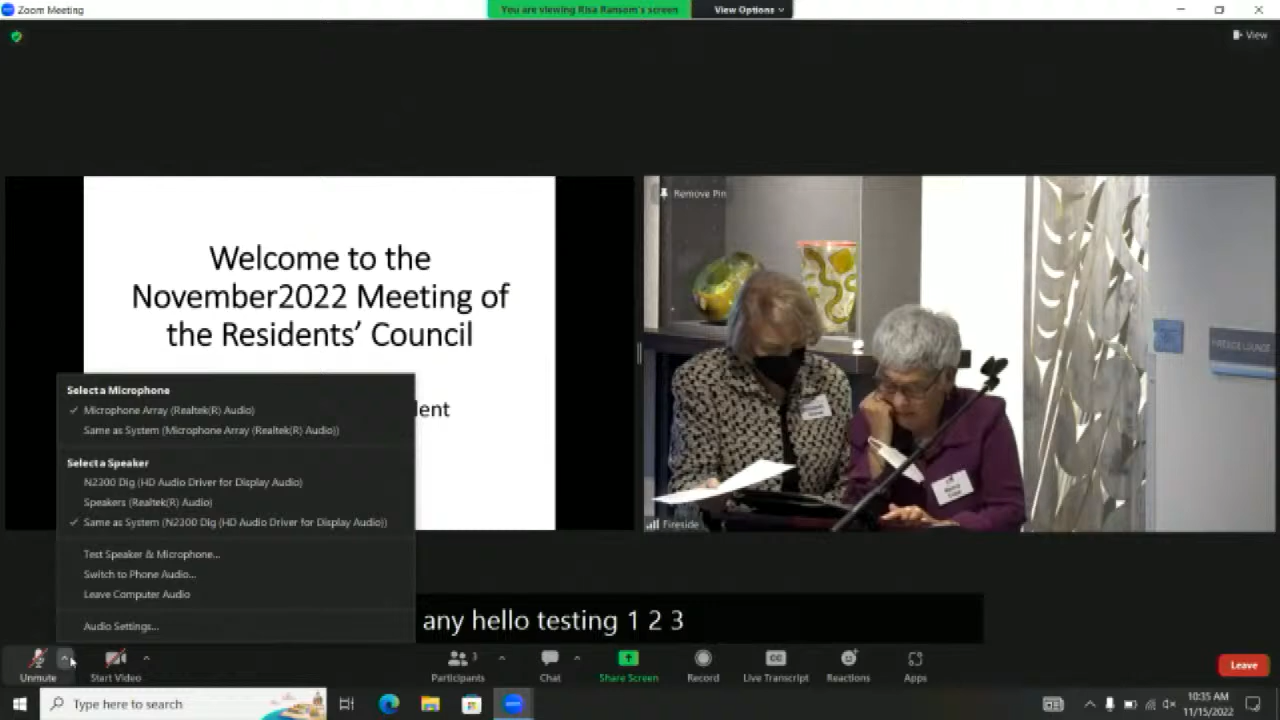 Zoom Meeting
You are viewing Risa Ransom's screen
View Options
View
Welcome to the
November2022 Meeting of
the Residents' Council
dent
Remove Pin
FIRESIDE LOUNGE
Fireside
Select a Microphone
Microphone Array (Realtek(R) Audio)
Same as System (Microphone Array (Realtek(R) Audio))
Select a Speaker
N2300 Dig (HD Audio Driver for Display Audio)
Speakers (Realtek(R) Audio)
Same as System (N2300 Dig (HD Audio Driver for Display Audio))
Test Speaker & Microphone...
Switch to Phone Audio...
Leave Computer Audio
Audio Settings...
any hello testing 1 2 3
Unmute
Start Video
Participants
3
Chat
Share Screen
Record
CC
Live Transcript
Reactions
Apps
Leave
Type here to search
10:35 AM
11/15/2022